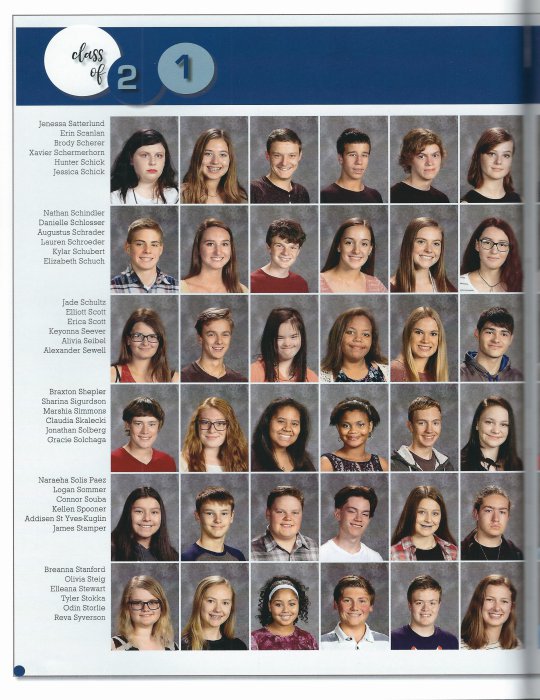 class
of
2 1
Jenessa Satterlund
Erin Scanlan
Brody Scherer
Xavier Schermerhorn
Hunter Schick
Jessica Schick
Nathan Schindler
Danielle Schlosser
Augustus Schrader
Lauren Schroeder
Kylar Schubert
Elizabeth Schuch
Jade Schultz
Elliott Scott
Erica Scott
Keyonna Seever
Alivia Seibel
Alexander Sewell
Braxton Shepler
Sharina Sigurdson
Marshia Simmons
Claudia Skalecki
Jonathan Solberg
Gracie Solchaga
Naraeha Solis Paez
Logan Sommer
Connor Souba
Kellen Spooner
Addisen St Yves-Kuglin
James Stamper
Breanna Stanford
Olivia Steig
Elleana Stewart
Tyler Stokka
Odin Storlie
Reva Syverson